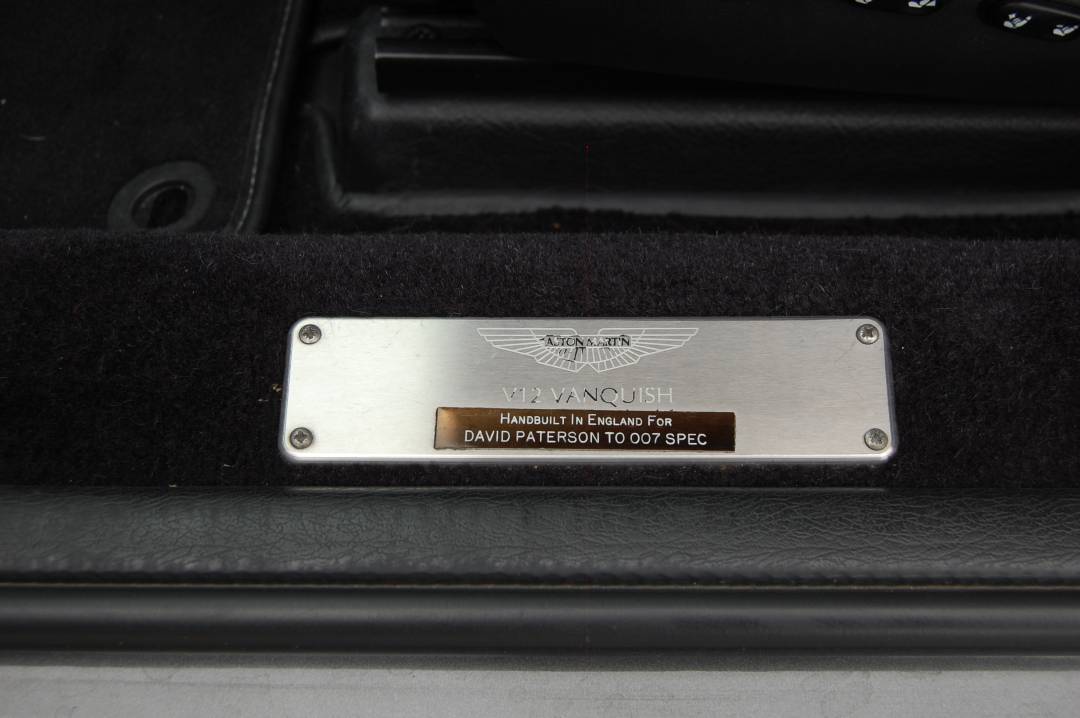 ASTON MARTIN
V12 VANQUISH
HANDBUILT IN ENGLAND FOR
DAVID PATERSON TO 007 SPEC